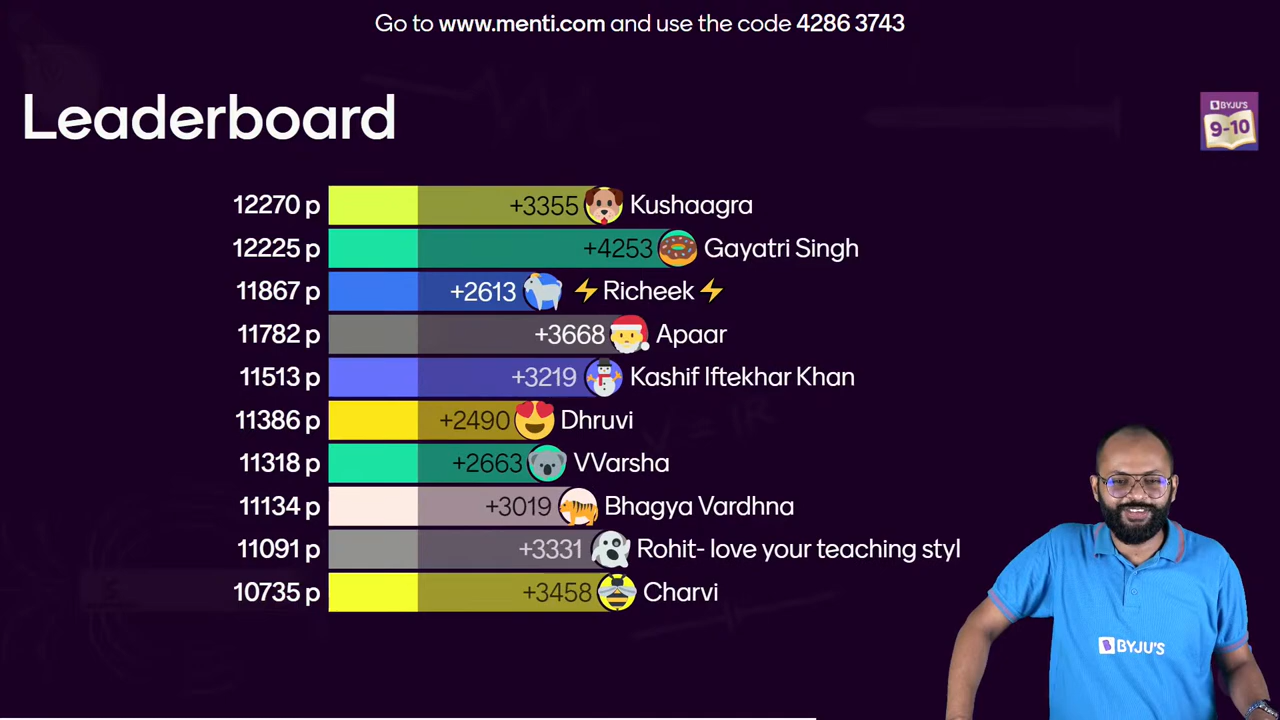 Go to www.menti.com and use the code 4286 3743
Leaderboard
BYJU'S
9-10
12270 p +3355 Kushaagra
12225 p +4253 Gayatri Singh
11867 p +2613 ⚡Richeek⚡
11782 p +3668 Apaar
11513 p +3219 Kashif Iftekhar Khan
11386 p +2490 Dhruvi
11318 p +2663 VVarsha
11134 p +3019 Bhagya Vardhna
11091 p +3331 Rohit- love your teaching styl
10735 p +3458 Charvi
V = IR
BYJU'S